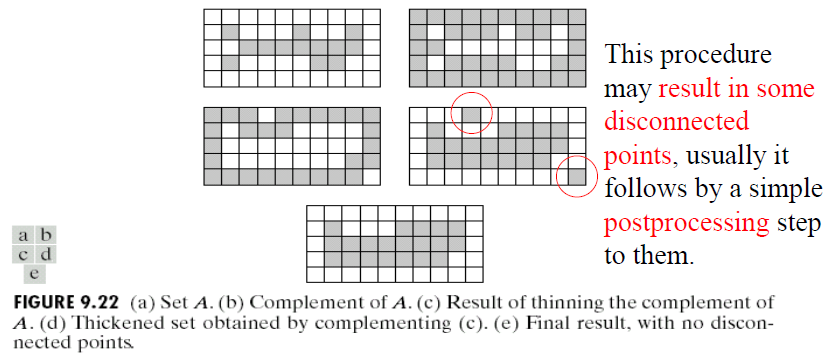 This procedure
may result in some
disconnected
points, usually it
follows by a simple
postprocessing step
to them.
a b
c d
e
FIGURE 9.22 (a) Set A. (b) Complement of A. (c) Result of thinning the complement of
A. (d) Thickened set obtained by complementing (c). (e) Final result, with no discon-
nected points.